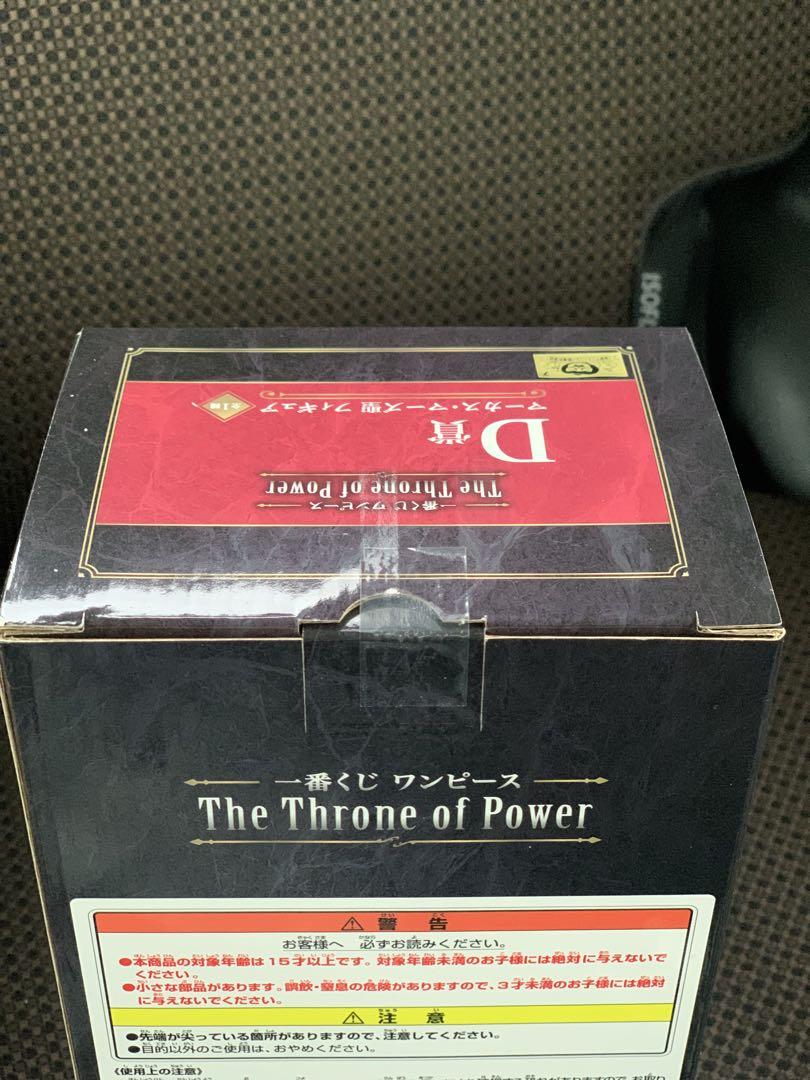 マーカス・マーズ聖 フィギュア
全1種
D賞
一番くじ ワンピース
The Throne of Power
一番くじ ワンピース
The Throne of Power
警告
お客様へ 必ずお読みください。
●本商品の対象年齢は15才以上です。対象年齢未満のお子様には絶対に与えないで
ください。
●小さな部品があります。誤飲・窒息の危険がありますので、3才未満のお子様には絶対
に与えないでください。
注意
●先端が尖っている箇所がありますので、注意してください。
●目的以外のご使用は、おやめください。
《使用上の注意》